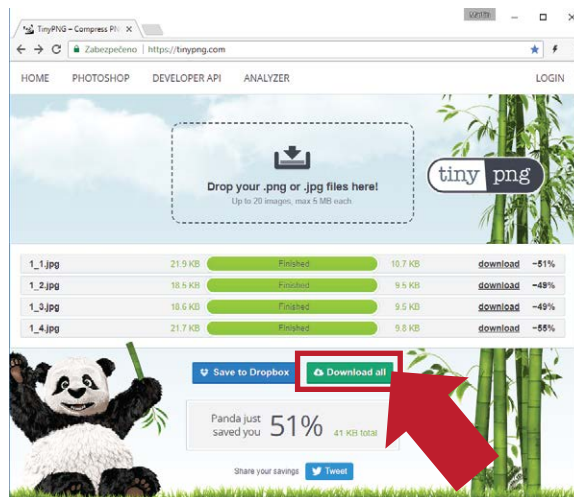 TinyPNG – Compress PN
Zabezpečeno https://tinypng.com
HOME PHOTOSHOP DEVELOPER API ANALYZER LOGIN
Drop your .png or .jpg files here!
Up to 20 images, max 5 MB each.
tiny png
1_1.jpg 21.9 KB Finished 10.7 KB download -51%
1_2.jpg 18.5 KB Finished 9.5 KB download -49%
1_3.jpg 18.6 KB Finished 9.5 KB download -49%
1_4.jpg 21.7 KB Finished 9.8 KB download -55%
Save to Dropbox Download all
Panda just
saved you 51% 41 KB total
Share your savings Tweet